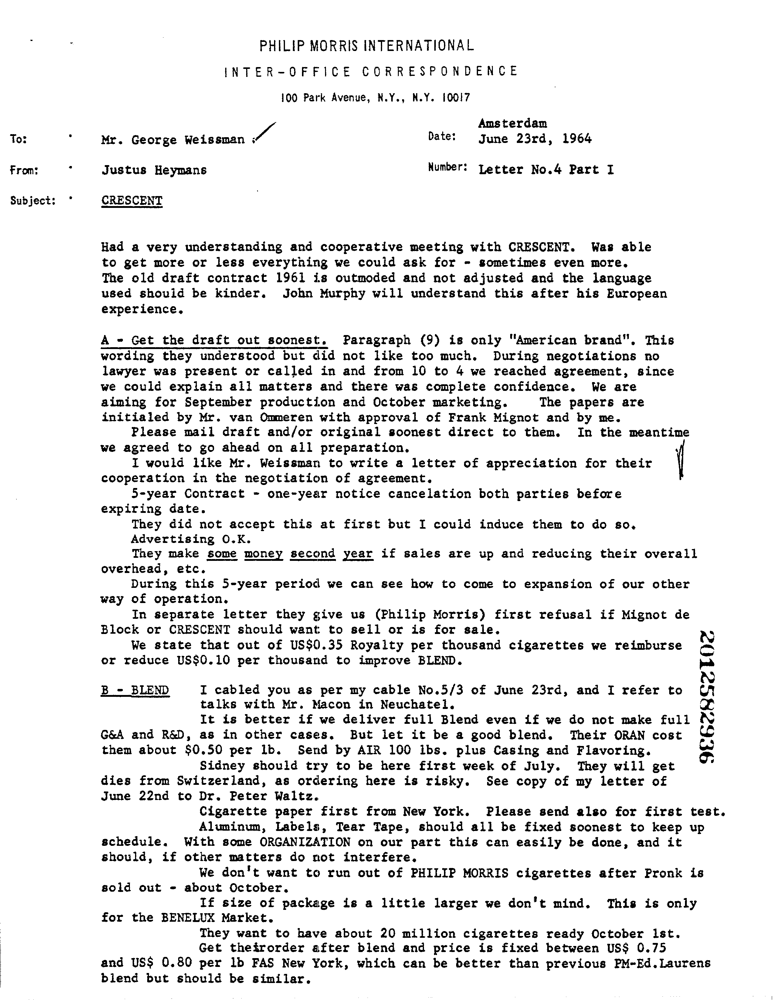 PHILIP MORRIS INTERNATIONAL
INTER-OFFICE CORRESPONDENCE
100 Park Avenue, N.Y., N.Y. 10017
Amsterdam
To: Mr. George Weissman Date: June 23rd, 1964
From: Justus Heymans Number: Letter No.4 Part I
Subject: CRESCENT
Had a very understanding and cooperative meeting with CRESCENT. Was able
to get more or less everything we could ask for - sometimes even more.
The old draft contract 1961 is outmoded and not adjusted and the language
used should be kinder. John Murphy will understand this after his European
experience.
A - Get the draft out soonest. Paragraph (9) is only "American brand". This
wording they understood but did not like too much. During negotiations no
lawyer was present or called in and from 10 to 4 we reached agreement, since
we could explain all matters and there was complete confidence. We are
aiming for September production and October marketing. The papers are
initialed by Mr. van Ommeren with approval of Frank Mignot and by me.
Please mail draft and/or original soonest direct to them. In the meantime
we agreed to go ahead on all preparation.
I would like Mr. Weissman to write a letter of appreciation for their
cooperation in the negotiation of agreement.
5-year Contract - one-year notice cancelation both parties before
expiring date.
They did not accept this at first but I could induce them to do so.
Advertising O.K.
They make some money second year if sales are up and reducing their overall
overhead, etc.
During this 5-year period we can see how to come to expansion of our other
way of operation.
In separate letter they give us (Philip Morris) first refusal if Mignot de
Block or CRESCENT should want to sell or is for sale.
We state that out of US$0.35 Royalty per thousand cigarettes we reimburse
or reduce US$0.10 per thousand to improve BLEND.
B - BLEND I cabled you as per my cable No.5/3 of June 23rd, and I refer to
talks with Mr. Macon in Neuchatel.
It is better if we deliver full Blend even if we do not make full
G&A and R&D, as in other cases. But let it be a good blend. Their ORAN cost
them about $0.50 per lb. Send by AIR 100 lbs. plus Casing and Flavoring.
Sidney should try to be here first week of July. They will get
dies from Switzerland, as ordering here is risky. See copy of my letter of
June 22nd to Dr. Peter Waltz.
Cigarette paper first from New York. Please send also for first test.
Aluminum, Labels, Tear Tape, should all be fixed soonest to keep up
schedule. With some ORGANIZATION on our part this can easily be done, and it
should, if other matters do not interfere.
We don't want to run out of PHILIP MORRIS cigarettes after Pronk is
sold out - about October.
If size of package is a little larger we don't mind. This is only
for the BENELUX Market.
They want to have about 20 million cigarettes ready October 1st.
Get theirorder after blend and price is fixed between US$ 0.75
and US$ 0.80 per lb FAS New York, which can be better than previous PM-Ed.Laurens
blend but should be similar.
2012582936